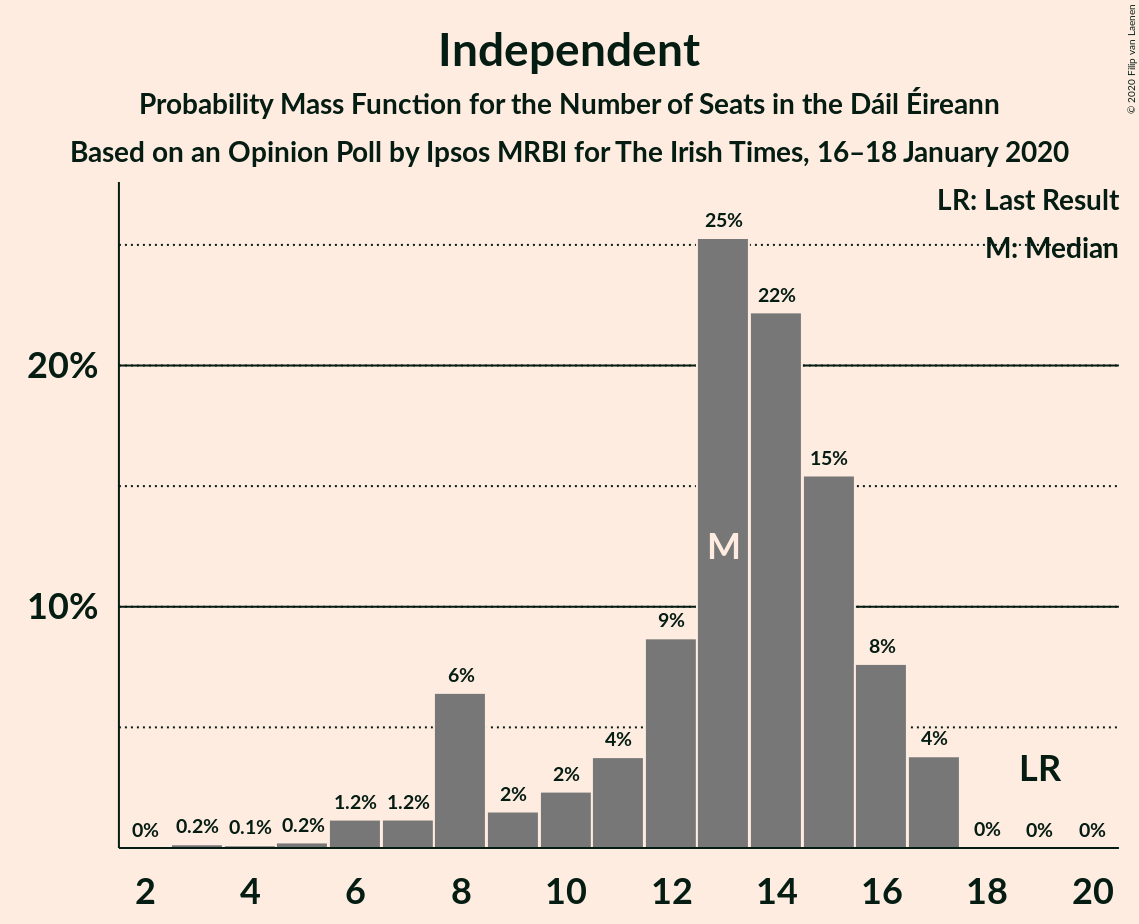 Independent
Probability Mass Function for the Number of Seats in the Dáil Éireann
Based on an Opinion Poll by Ipsos MRBI for The Irish Times, 16–18 January 2020
© 2020 Filip van Laenen
LR: Last Result
M: Median
20%
10%
0%
0.2%
0.1%
0.2%
1.2%
1.2%
6%
2%
2%
4%
9%
25%
M
22%
15%
8%
4%
0%
LR
0%
0%
2 4 6 8 10 12 14 16 18 20